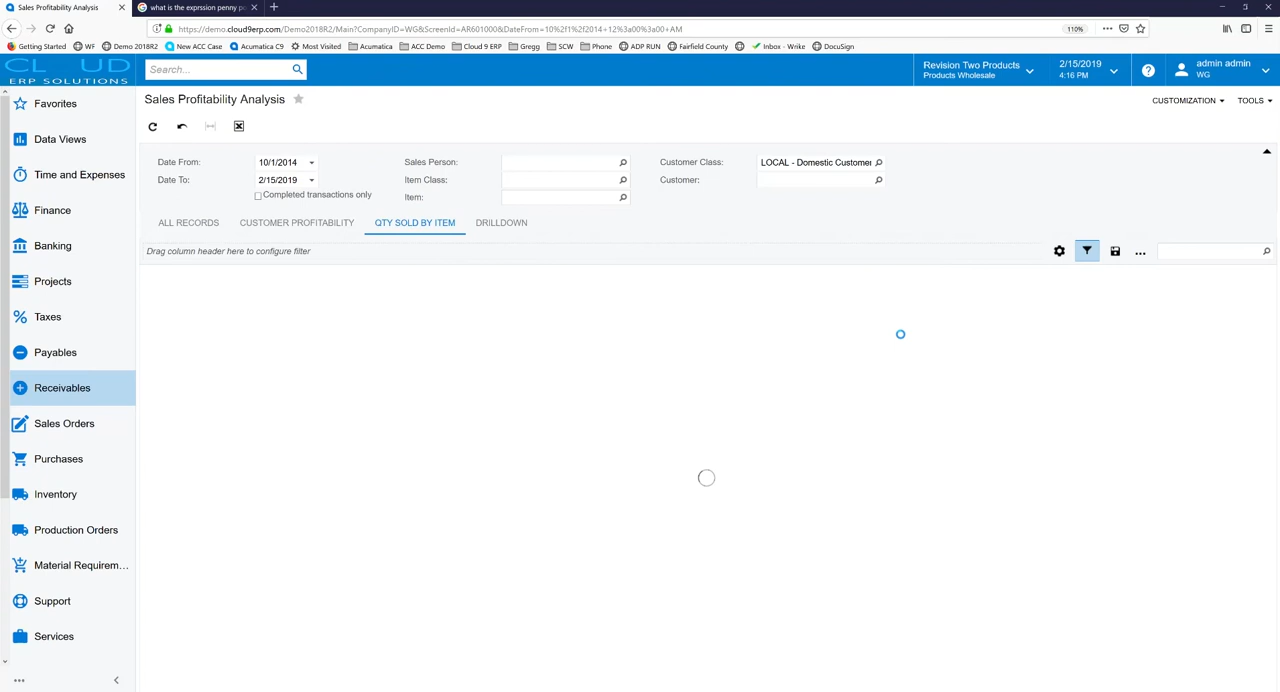 Sales Profitability Analysis
what is the exprssion penny po
https://demo.cloud9erp.com/Demo2018R2/Main?CompanyID=WG&ScreenId=AR601000&DateFrom=10%2f1%2f2014+12%3a00%3a00+AM
110%
Getting Started WF Demo 2018R2 New ACC Case Acumatica C9 Most Visited Acumatica ACC Demo Cloud 9 ERP Gregg SCW Phone ADP RUN Fairfield County Inbox - Wrike DocuSign
CLOUD
ERP SOLUTIONS
Search...
Revision Two Products
Products Wholesale
2/15/2019
4:16 PM
admin admin
WG
Favorites
Data Views
Time and Expenses
Finance
Banking
Projects
Taxes
Payables
Receivables
Sales Orders
Purchases
Inventory
Production Orders
Material Requirem...
Support
Services
Sales Profitability Analysis
CUSTOMIZATION TOOLS
Date From: 10/1/2014
Date To: 2/15/2019
Completed transactions only
Sales Person:
Item Class:
Item:
Customer Class: LOCAL - Domestic Customer
Customer:
ALL RECORDS CUSTOMER PROFITABILITY QTY SOLD BY ITEM DRILLDOWN
Drag column header here to configure filter